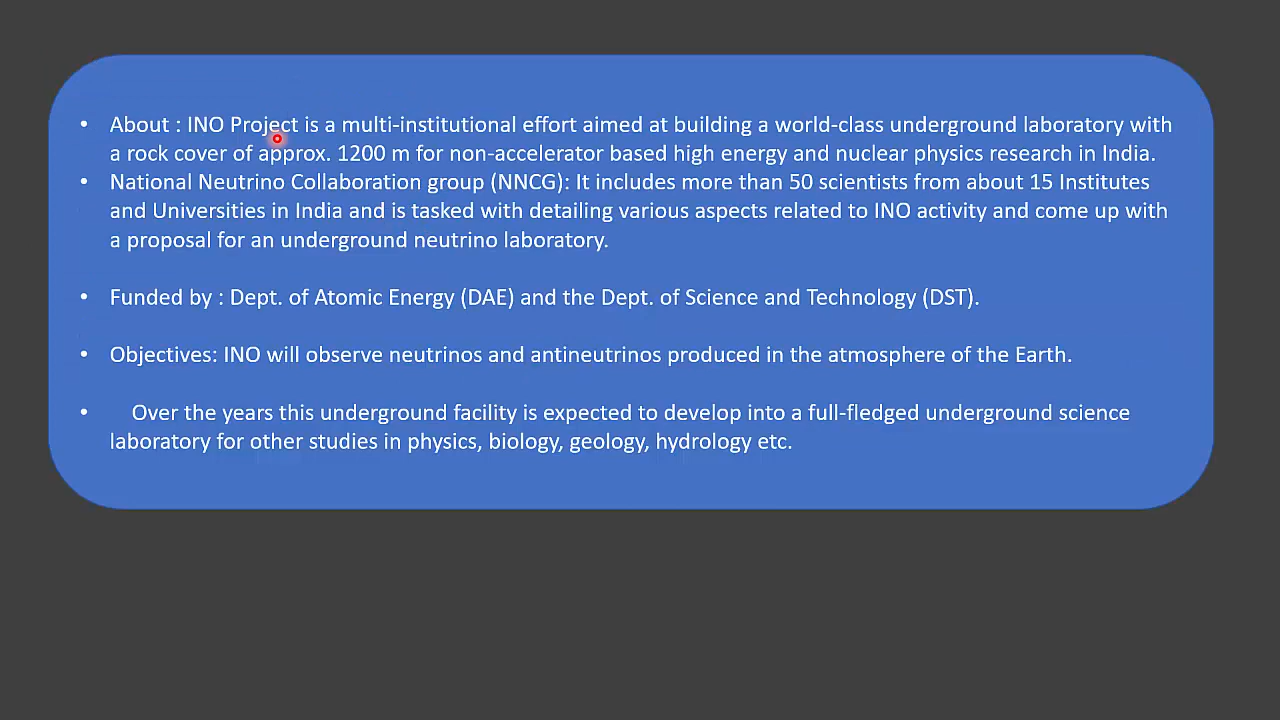 • About : INO Project is a multi-institutional effort aimed at building a world-class underground laboratory with
a rock cover of approx. 1200 m for non-accelerator based high energy and nuclear physics research in India.
• National Neutrino Collaboration group (NNCG): It includes more than 50 scientists from about 15 Institutes
and Universities in India and is tasked with detailing various aspects related to INO activity and come up with
a proposal for an underground neutrino laboratory.
• Funded by : Dept. of Atomic Energy (DAE) and the Dept. of Science and Technology (DST).
• Objectives: INO will observe neutrinos and antineutrinos produced in the atmosphere of the Earth.
• Over the years this underground facility is expected to develop into a full-fledged underground science
laboratory for other studies in physics, biology, geology, hydrology etc.